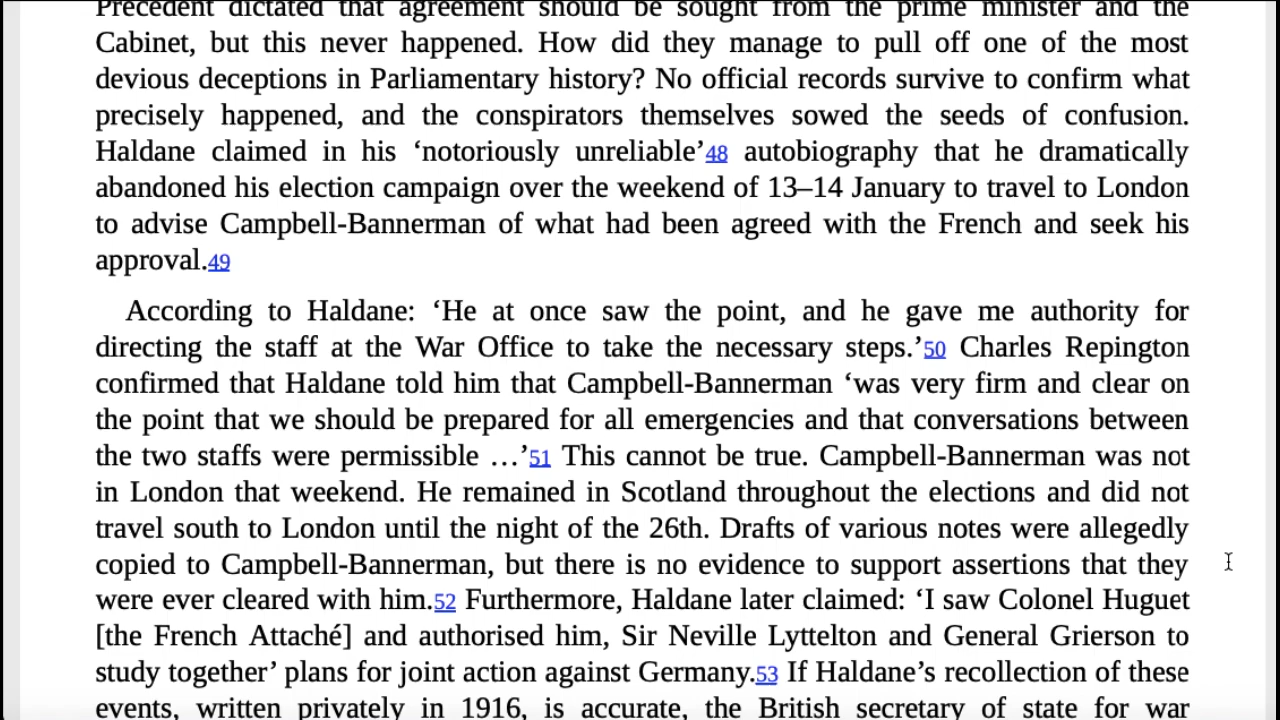 Precedent dictated that agreement should be sought from the prime minister and the
Cabinet, but this never happened. How did they manage to pull off one of the most
devious deceptions in Parliamentary history? No official records survive to confirm what
precisely happened, and the conspirators themselves sowed the seeds of confusion.
Haldane claimed in his ‘notoriously unreliable’48 autobiography that he dramatically
abandoned his election campaign over the weekend of 13–14 January to travel to London
to advise Campbell-Bannerman of what had been agreed with the French and seek his
approval.49
According to Haldane: ‘He at once saw the point, and he gave me authority for
directing the staff at the War Office to take the necessary steps.’50 Charles Repington
confirmed that Haldane told him that Campbell-Bannerman ‘was very firm and clear on
the point that we should be prepared for all emergencies and that conversations between
the two staffs were permissible …’51 This cannot be true. Campbell-Bannerman was not
in London that weekend. He remained in Scotland throughout the elections and did not
travel south to London until the night of the 26th. Drafts of various notes were allegedly
copied to Campbell-Bannerman, but there is no evidence to support assertions that they
were ever cleared with him.52 Furthermore, Haldane later claimed: ‘I saw Colonel Huguet
[the French Attaché] and authorised him, Sir Neville Lyttelton and General Grierson to
study together’ plans for joint action against Germany.53 If Haldane’s recollection of these
events, written privately in 1916, is accurate, the British secretary of state for war